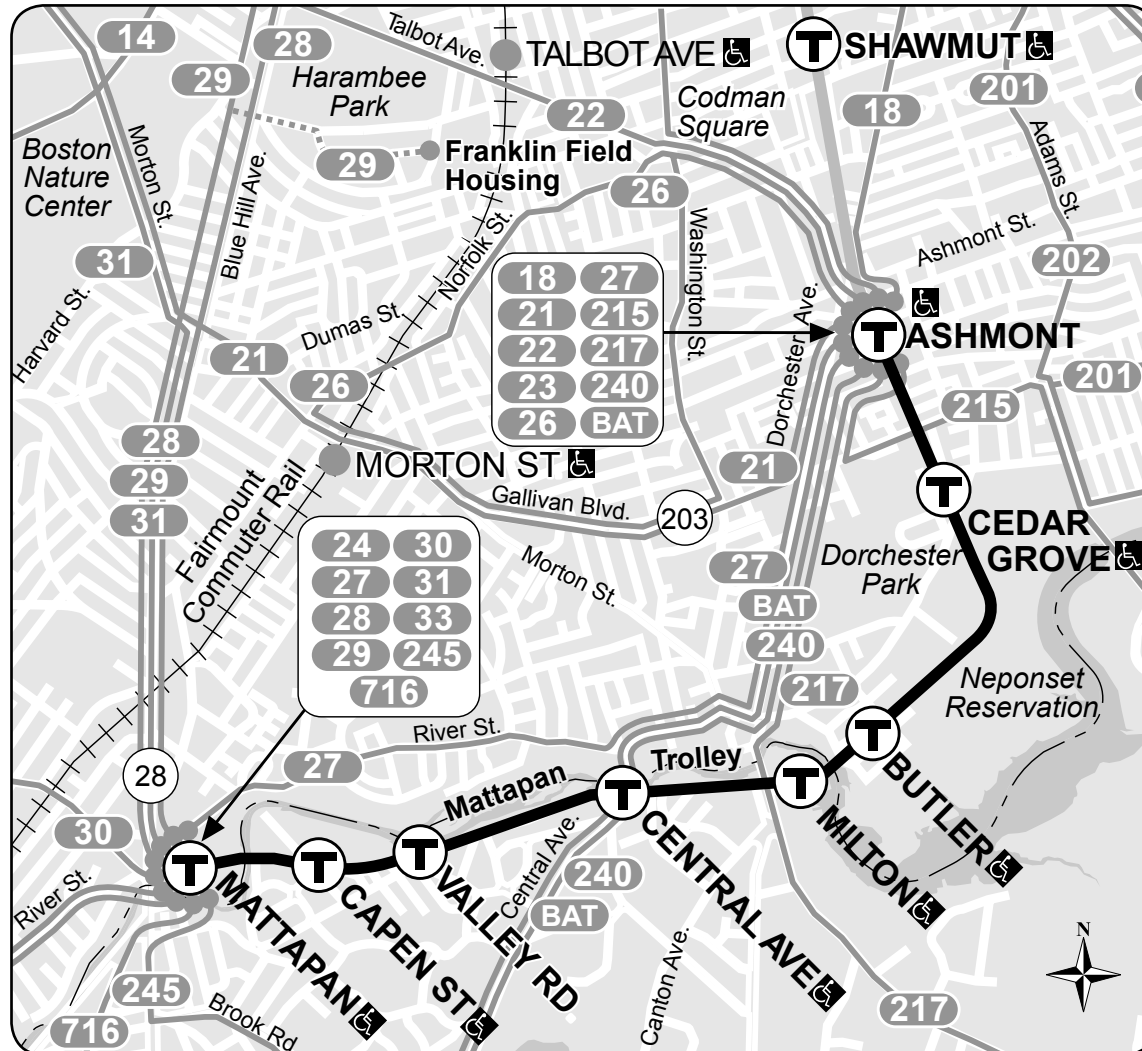 14
28
29
Talbot Ave.
TALBOT AVE
T
SHAWMUT
Harambee
Park
201
18
22
Codman
Square
Adams St.
Morton St.
Boston
Nature
Center
Blue Hill Ave.
29
Franklin Field
Housing
26
Norfolk St.
Washington St.
Ashmont St.
31
202
Harvard St.
18 27
21 215
22 217
23 240
26 BAT
Dumas St.
Dorchester Ave.
T
ASHMONT
21
26
201
215
28
29
31
MORTON ST
21
Gallivan Blvd.
203
T
CEDAR
GROVE
Fairmount
Commuter Rail
24 30
27 31
28 33
29 245
716
Morton St.
27
BAT
240
217
Dorchester
Park
Neponset
Reservation
River St.
28
27
Mattapan
Trolley
T
BUTLER
T
MILTON
T
CENTRAL AVE
30
River St.
T
MATTAPAN
T
CAPEN ST
T
VALLEY RD
Central Ave.
240
BAT
Canton Ave.
N
245
716
Brook Rd
217